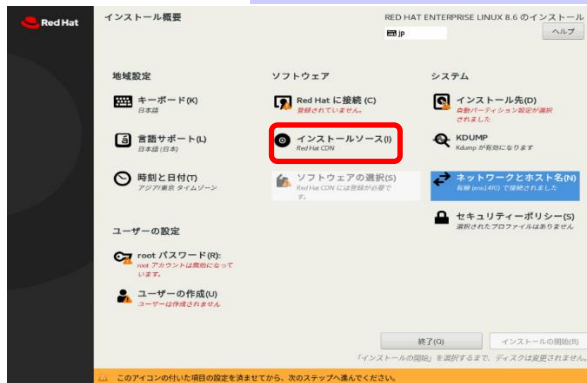 Red Hat
インストール概要
RED HAT ENTERPRISE LINUX 8.6 のインストール
jp
ヘルプ
地域設定
キーボード(K)
日本語
言語サポート(L)
日本語 (日本)
時刻と日付(T)
アジア/東京 タイムゾーン
ユーザーの設定
root パスワード(R):
root アカウントは無効になって
います。
ユーザーの作成(U)
ユーザーは作成されません
ソフトウェア
Red Hat に接続 (C)
登録されていません。
インストールソース(I)
Red Hat CDN
ソフトウェアの選択(S)
Red Hat CDN には登録が必要で
す。
システム
インストール先(D)
自動パーティション設定が選択
されました
KDUMP
Kdump が有効になります
ネットワークとホスト名(N)
有線 (ens14f0) で接続されました
セキュリティーポリシー(S)
選択されたプロファイルはありません
終了(Q)
インストールの開始(B)
「インストールの開始」を選択するまで、ディスクは変更されません。
このアイコンの付いた項目の設定を済ませてから、次のステップへ進んでください。